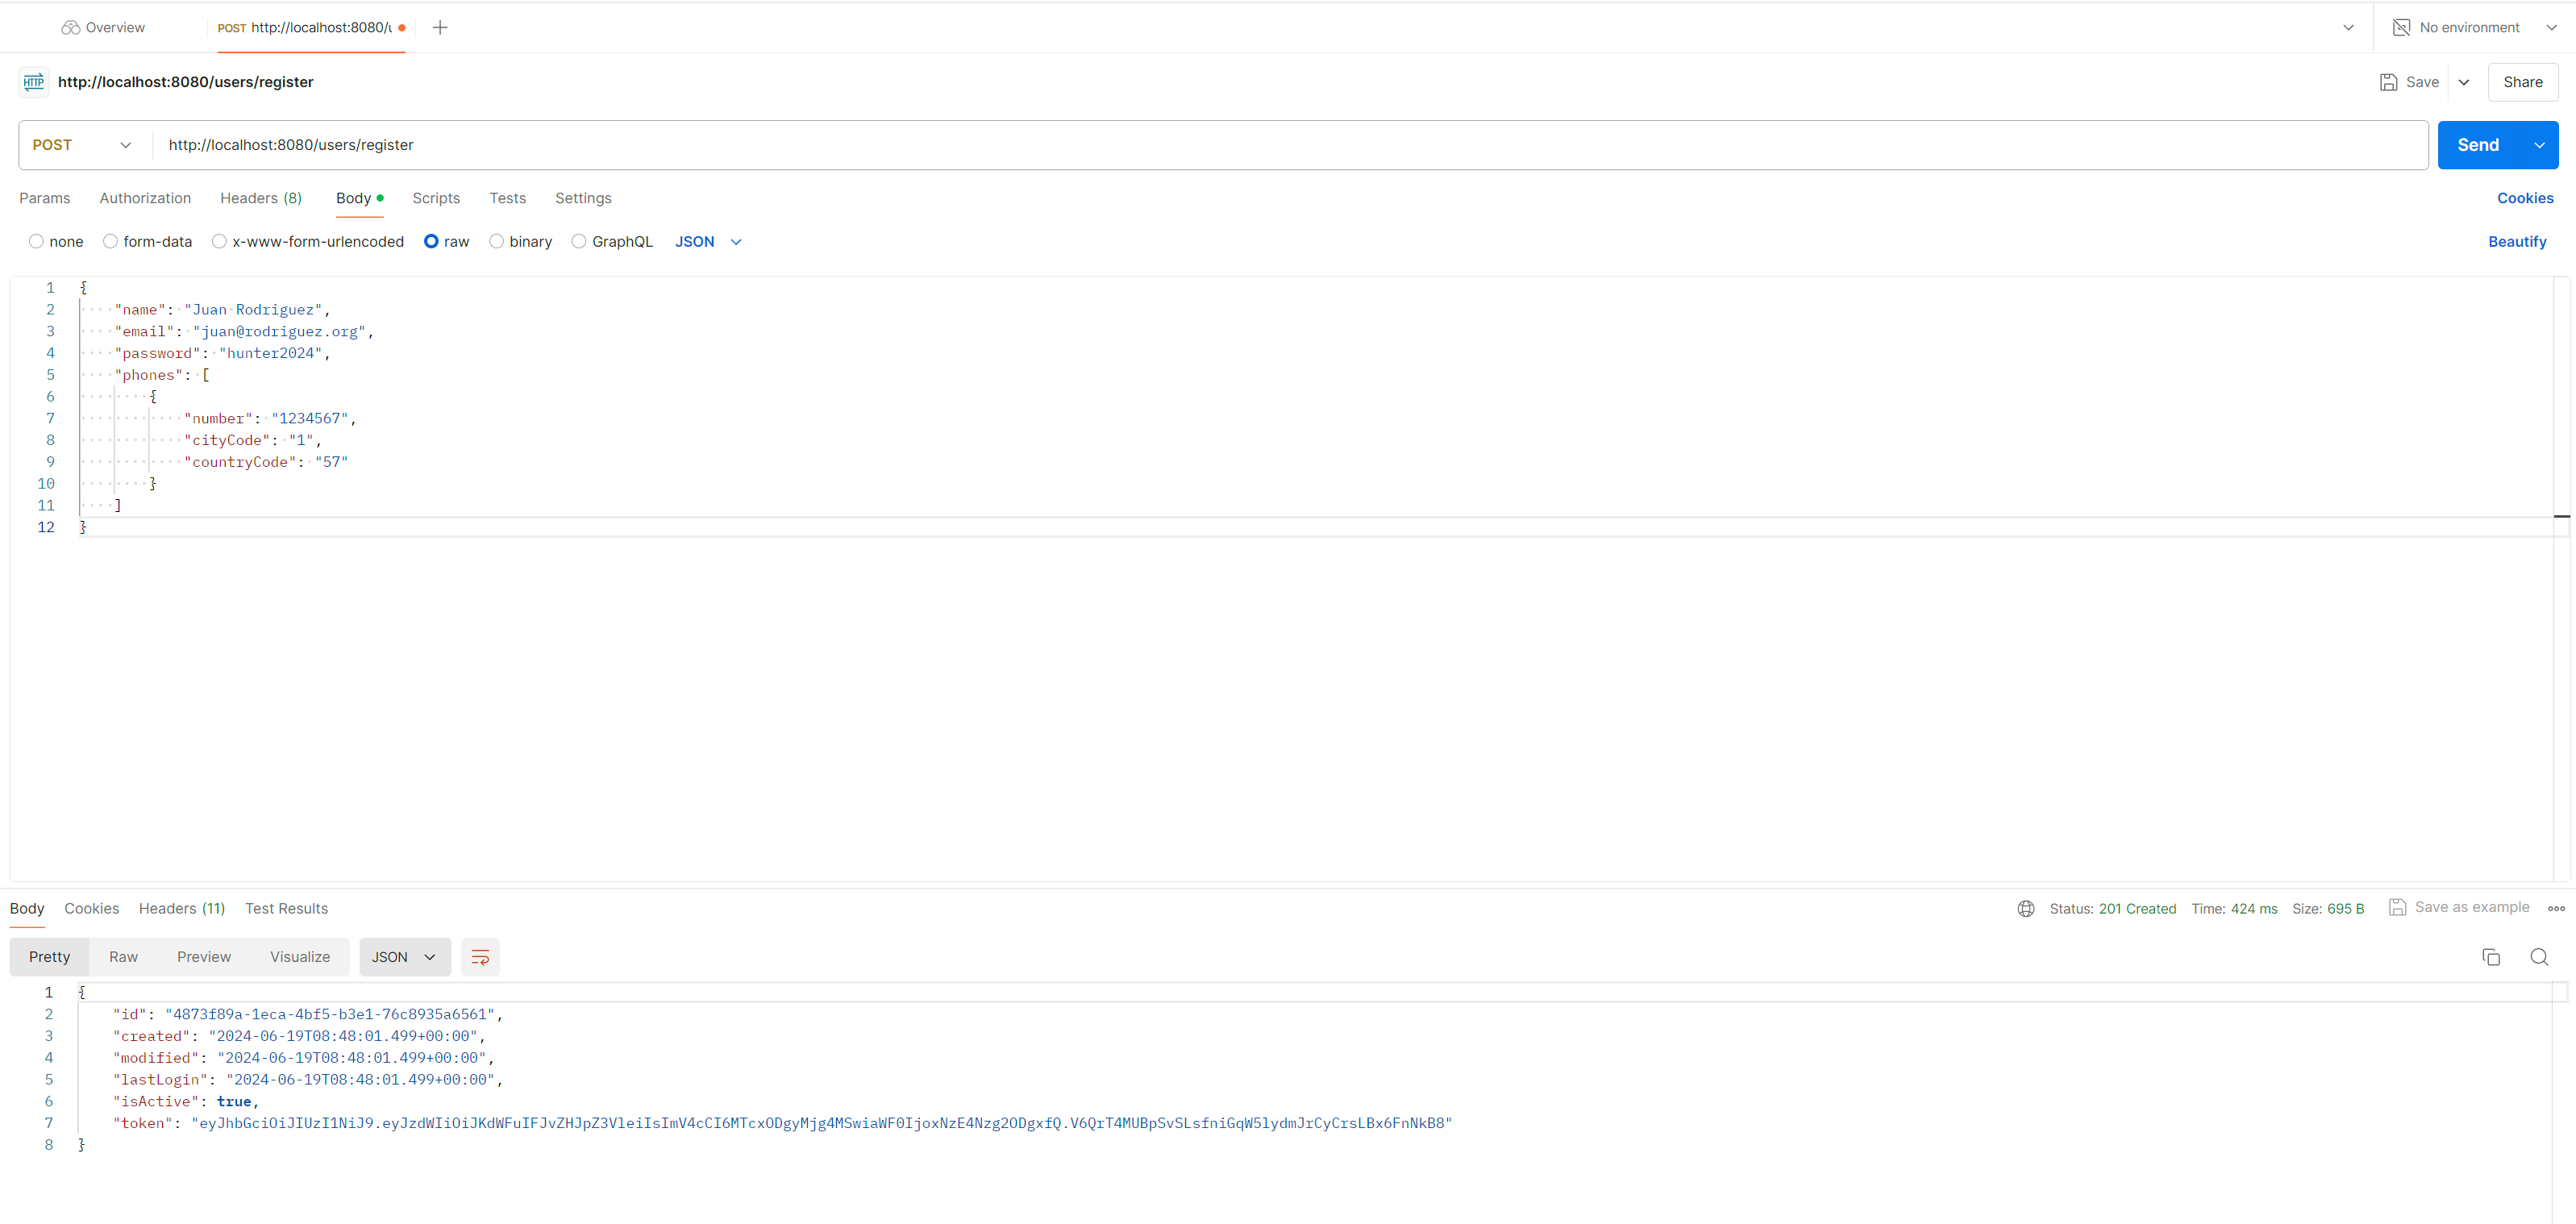 Overview
POST http://localhost:8080/u
No environment
HTTP http://localhost:8080/users/register
Save
Share
POST
http://localhost:8080/users/register
Send
Params Authorization Headers (8) Body Scripts Tests Settings
Cookies
none form-data x-www-form-urlencoded raw binary GraphQL JSON
Beautify
1 {
2 "name": "Juan Rodriguez",
3 "email": "juan@rodriguez.org",
4 "password": "hunter2024",
5 "phones": [
6 {
7 "number": "1234567",
8 "cityCode": "1",
9 "countryCode": "57"
10 }
11 ]
12 }
Body Cookies Headers (11) Test Results
Status: 201 Created Time: 424 ms Size: 695 B
Save as example
Pretty Raw Preview Visualize JSON
1 {
2 "id": "4873f89a-1eca-4bf5-b3e1-76c8935a6561",
3 "created": "2024-06-19T08:48:01.499+00:00",
4 "modified": "2024-06-19T08:48:01.499+00:00",
5 "lastLogin": "2024-06-19T08:48:01.499+00:00",
6 "isActive": true,
7 "token": "eyJhbGciOiJIUzI1NiJ9.eyJzdWIiOiJKdWFuIFJvZHJpZ3VleiIsImV4cCI6MTcxODgyMjg4MSwiaWF0IjoxNzE4Nzg2ODgxfQ.V6QrT4MUBpSvSLsfniGqW5lydmJrCyCrsLBx6FnNkB8"
8 }